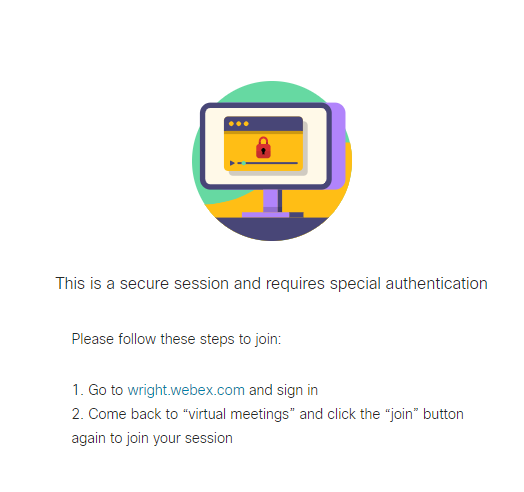 This is a secure session and requires special authentication
Please follow these steps to join:
1. Go to wright.webex.com and sign in
2. Come back to “virtual meetings” and click the “join” button
again to join your session